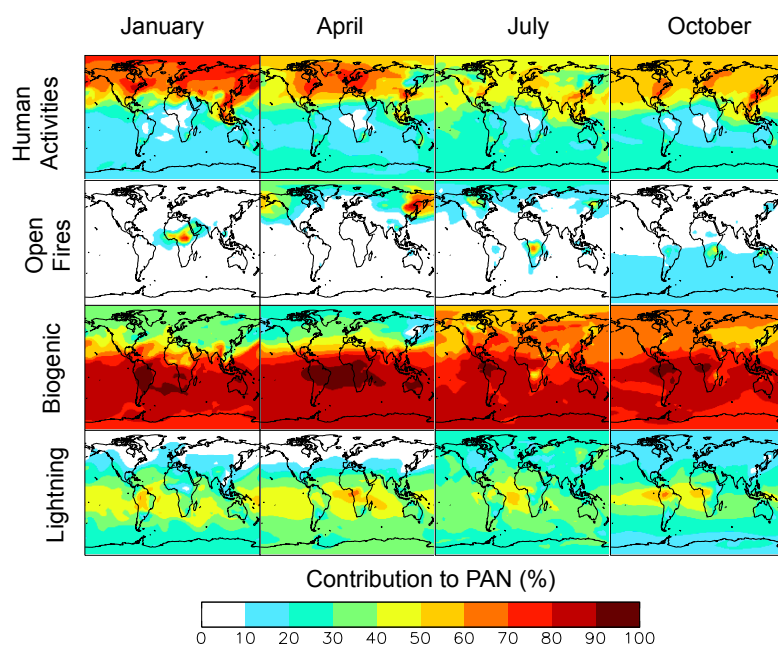 January April July October
Human
Activities
Open
Fires
Biogenic
Lightning
Contribution to PAN (%)
0 10 20 30 40 50 60 70 80 90 100